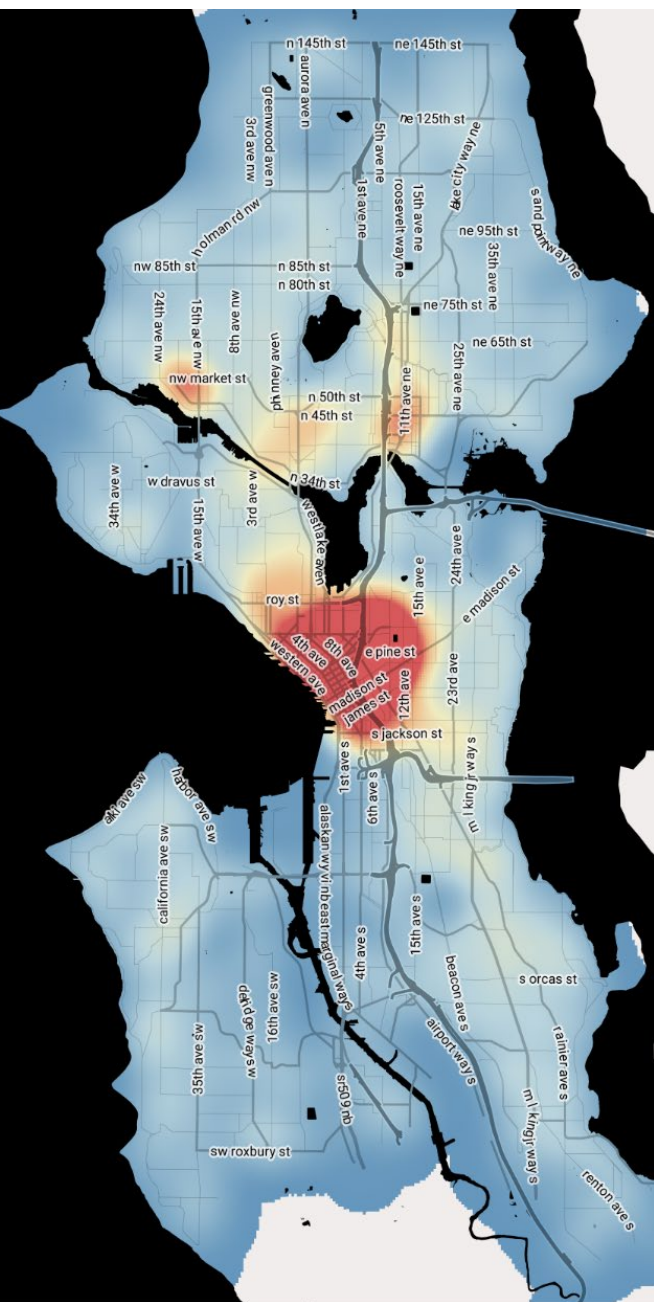 n 145th st
ne 145th st
aurora ave n
greenwood ave n
3rd ave nw
5th ave ne
ne 125th st
lake city way ne
1st ave ne
roosevelt way ne
15th ave ne
sand point way ne
holman rd nw
ne 95th st
35th ave ne
nw 85th st
n 85th st
n 80th st
24th ave nw
15th ave nw
8th ave nw
ne 75th st
phinney ave n
ne 65th st
25th ave ne
nw market st
n 50th st
11th ave ne
n 45th st
w dravus st
n 34th st
34th ave w
3rd ave w
15th ave w
westlake ave n
24th ave e
15th ave e
e madison st
roy st
4th ave
8th ave
e pine st
western ave
madison st
12th ave
23rd ave
james st
s jackson st
1st ave s
6th ave s
m l king jr way s
alki ave sw
habor ave sw
california ave sw
alaskan wy vi nb
east marginal way s
4th ave s
15th ave s
beacon ave s
s orcas st
16th ave sw
delridge way sw
35th ave sw
airport way s
rainier ave s
sr509 nb
m l king jr way s
sw roxbury st
renton ave s